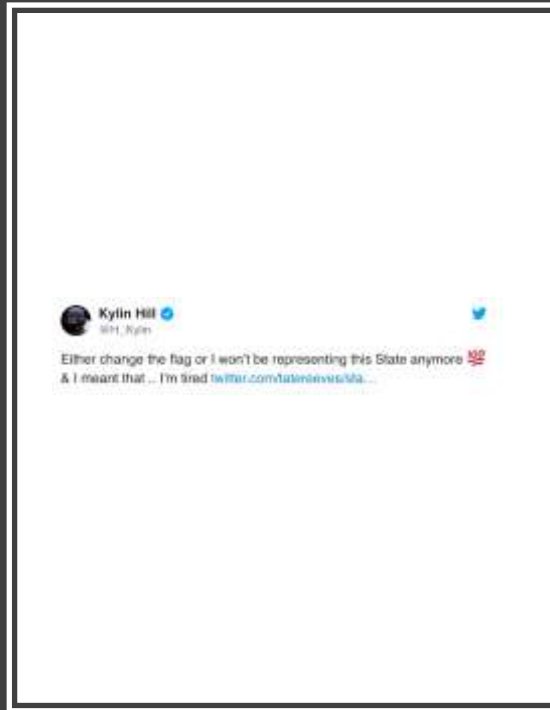 Kylin Hill
@H_Kylin
Either change the flag or I won't be representing this State anymore 💯
& I meant that .. I'm tired twitter.com/tatereeves/sta…